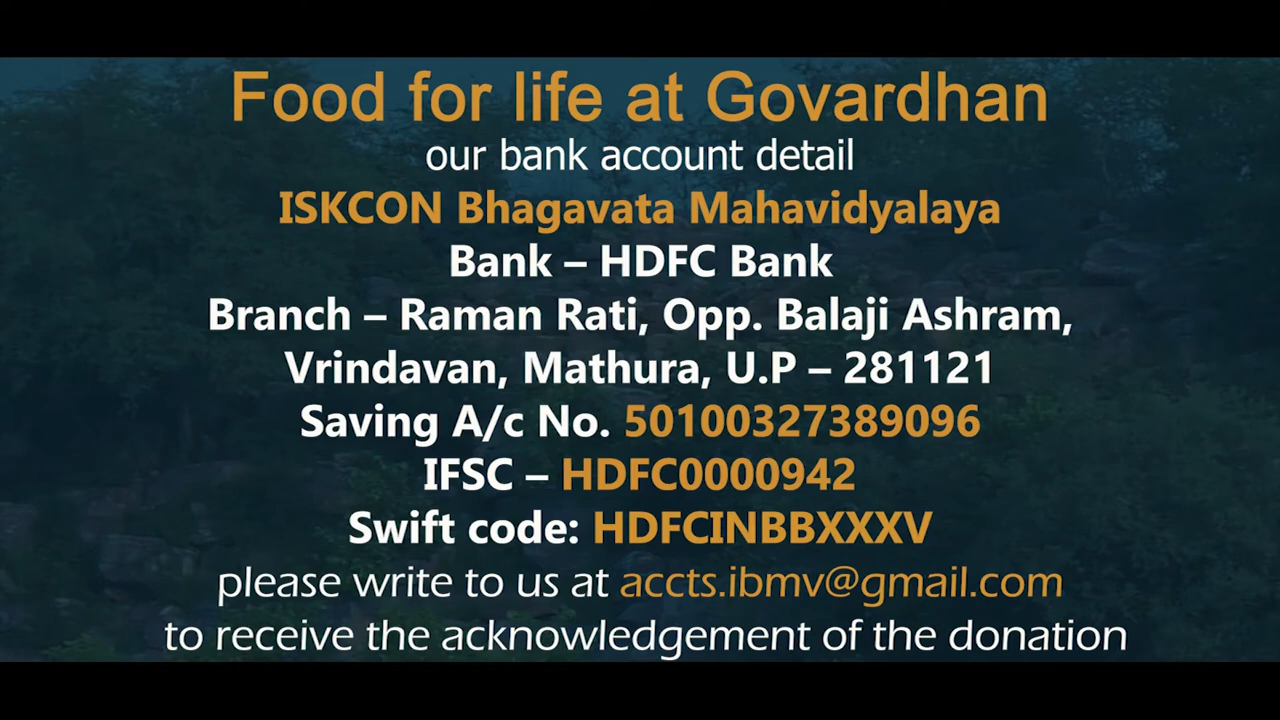 Food for life at Govardhan
our bank account detail
ISKCON Bhagavata Mahavidyalaya
Bank – HDFC Bank
Branch – Raman Rati, Opp. Balaji Ashram,
Vrindavan, Mathura, U.P – 281121
Saving A/c No. 50100327389096
IFSC – HDFC0000942
Swift code: HDFCINBBXXXV
please write to us at accts.ibmv@gmail.com
to receive the acknowledgement of the donation